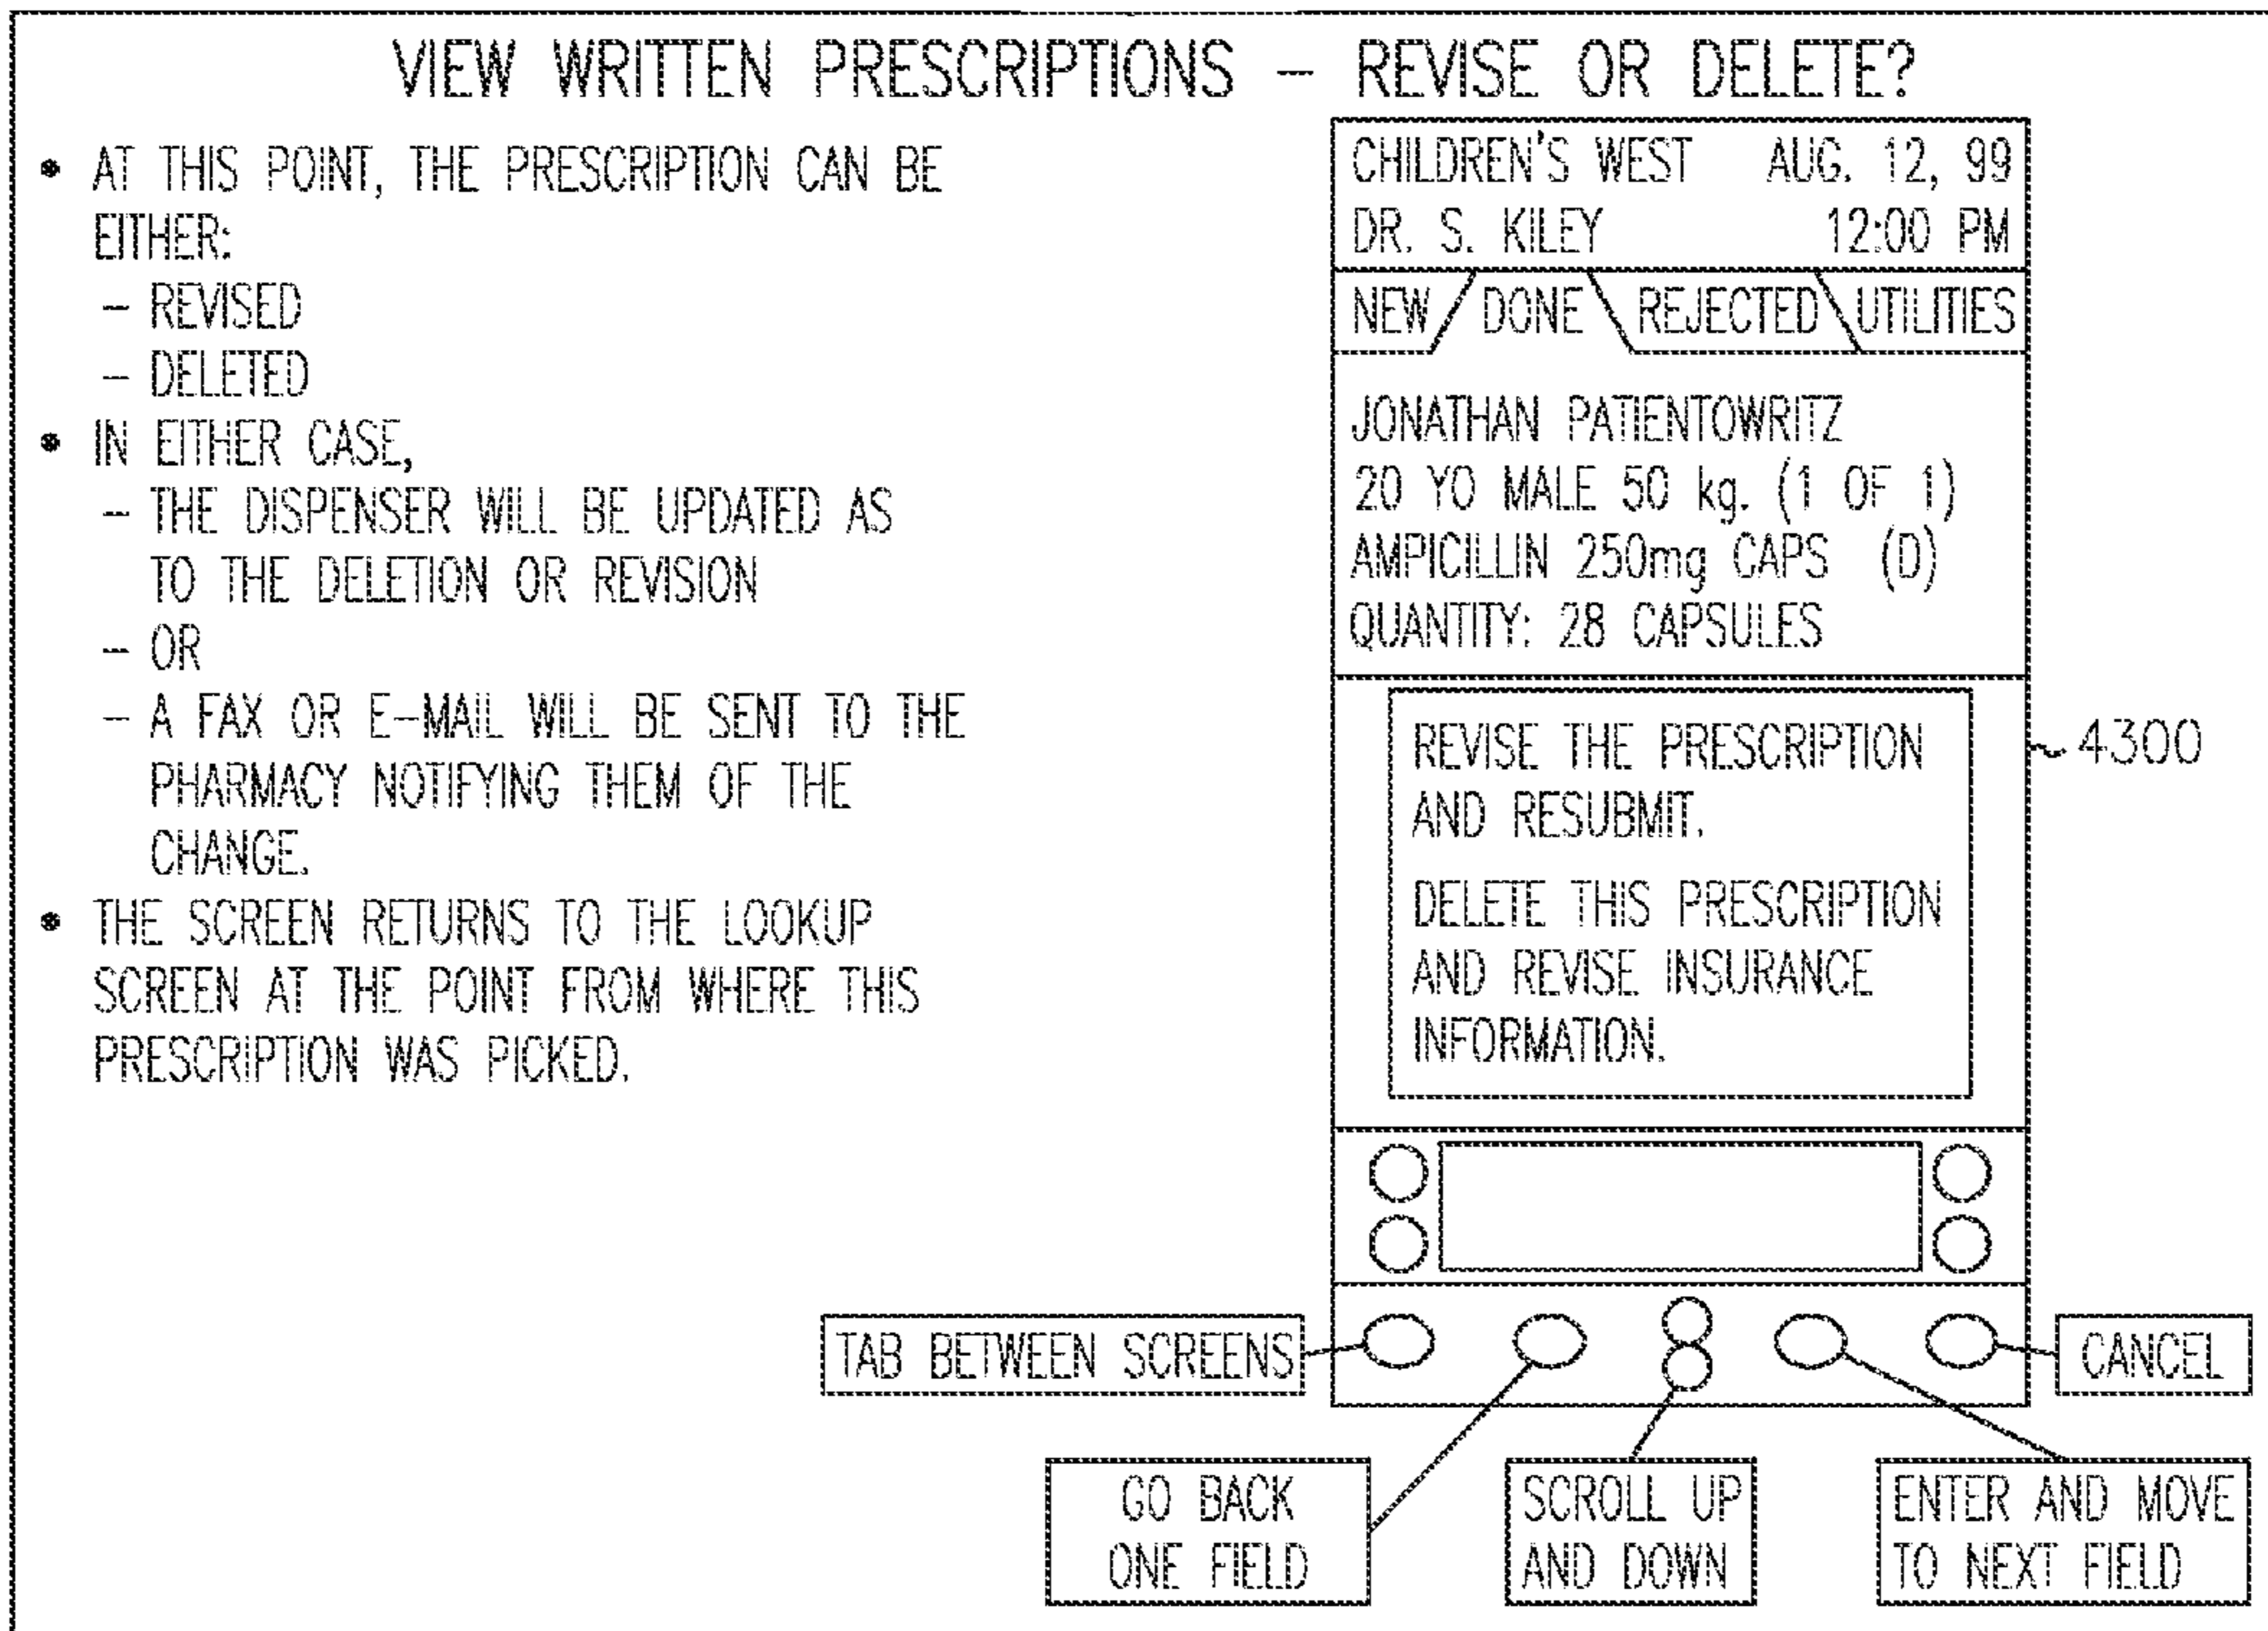 VIEW WRITTEN PRESCRIPTIONS – REVISE OR DELETE?
• AT THIS POINT, THE PRESCRIPTION CAN BE
EITHER:
– REVISED
– DELETED
• IN EITHER CASE,
– THE DISPENSER WILL BE UPDATED AS
TO THE DELETION OR REVISION
– OR
– A FAX OR E-MAIL WILL BE SENT TO THE
PHARMACY NOTIFYING THEM OF THE
CHANGE.
• THE SCREEN RETURNS TO THE LOOKUP
SCREEN AT THE POINT FROM WHERE THIS
PRESCRIPTION WAS PICKED.
CHILDREN'S WEST AUG. 12, 99
DR. S. KILEY 12:00 PM
NEW DONE REJECTED UTILITIES
JONATHAN PATIENTOWRITZ
20 YO MALE 50 kg. (1 OF 1)
AMPICILLIN 250mg CAPS (D)
QUANTITY: 28 CAPSULES
REVISE THE PRESCRIPTION
AND RESUBMIT.
DELETE THIS PRESCRIPTION
AND REVISE INSURANCE
INFORMATION.
4300
TAB BETWEEN SCREENS
CANCEL
GO BACK
ONE FIELD
SCROLL UP
AND DOWN
ENTER AND MOVE
TO NEXT FIELD